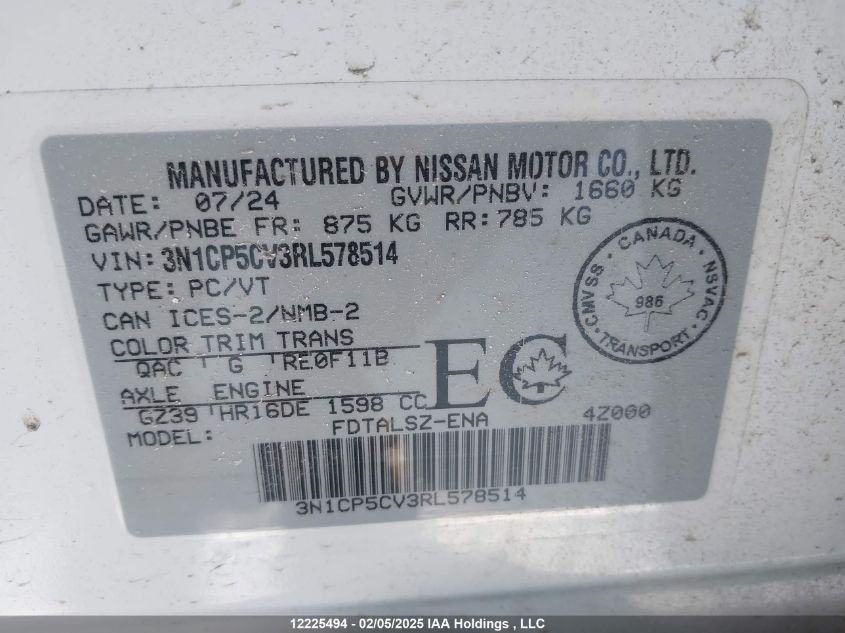 MANUFACTURED BY NISSAN MOTOR CO., LTD.
DATE: 07/24 GVWR/PNBV: 1660 KG
GAWR/PNBE FR: 875 KG RR: 785 KG
VIN: 3N1CP5CV3RL578514
TYPE: PC/VT
CAN ICES-2/NMB-2
COLOR TRIM TRANS
QAC G RE0F11B
AXLE ENGINE
GZ39 HR16DE 1598 CC
MODEL: FDTALSZ-ENA 4Z000
3N1CP5CV3RL578514
EC
CANADA
CMVSS 986 NSVAC
TRANSPORT
12225494 - 02/05/2025 IAA Holdings , LLC